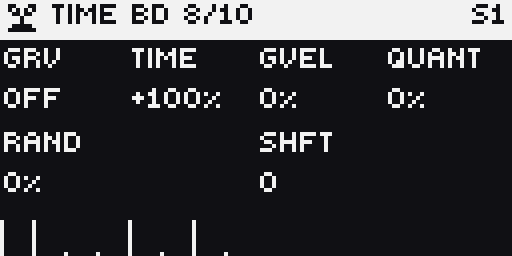 TIME BD 8/10 S1
GRV TIME GVEL QUANT
OFF +100% 0% 0%
RAND SHFT
0% 0